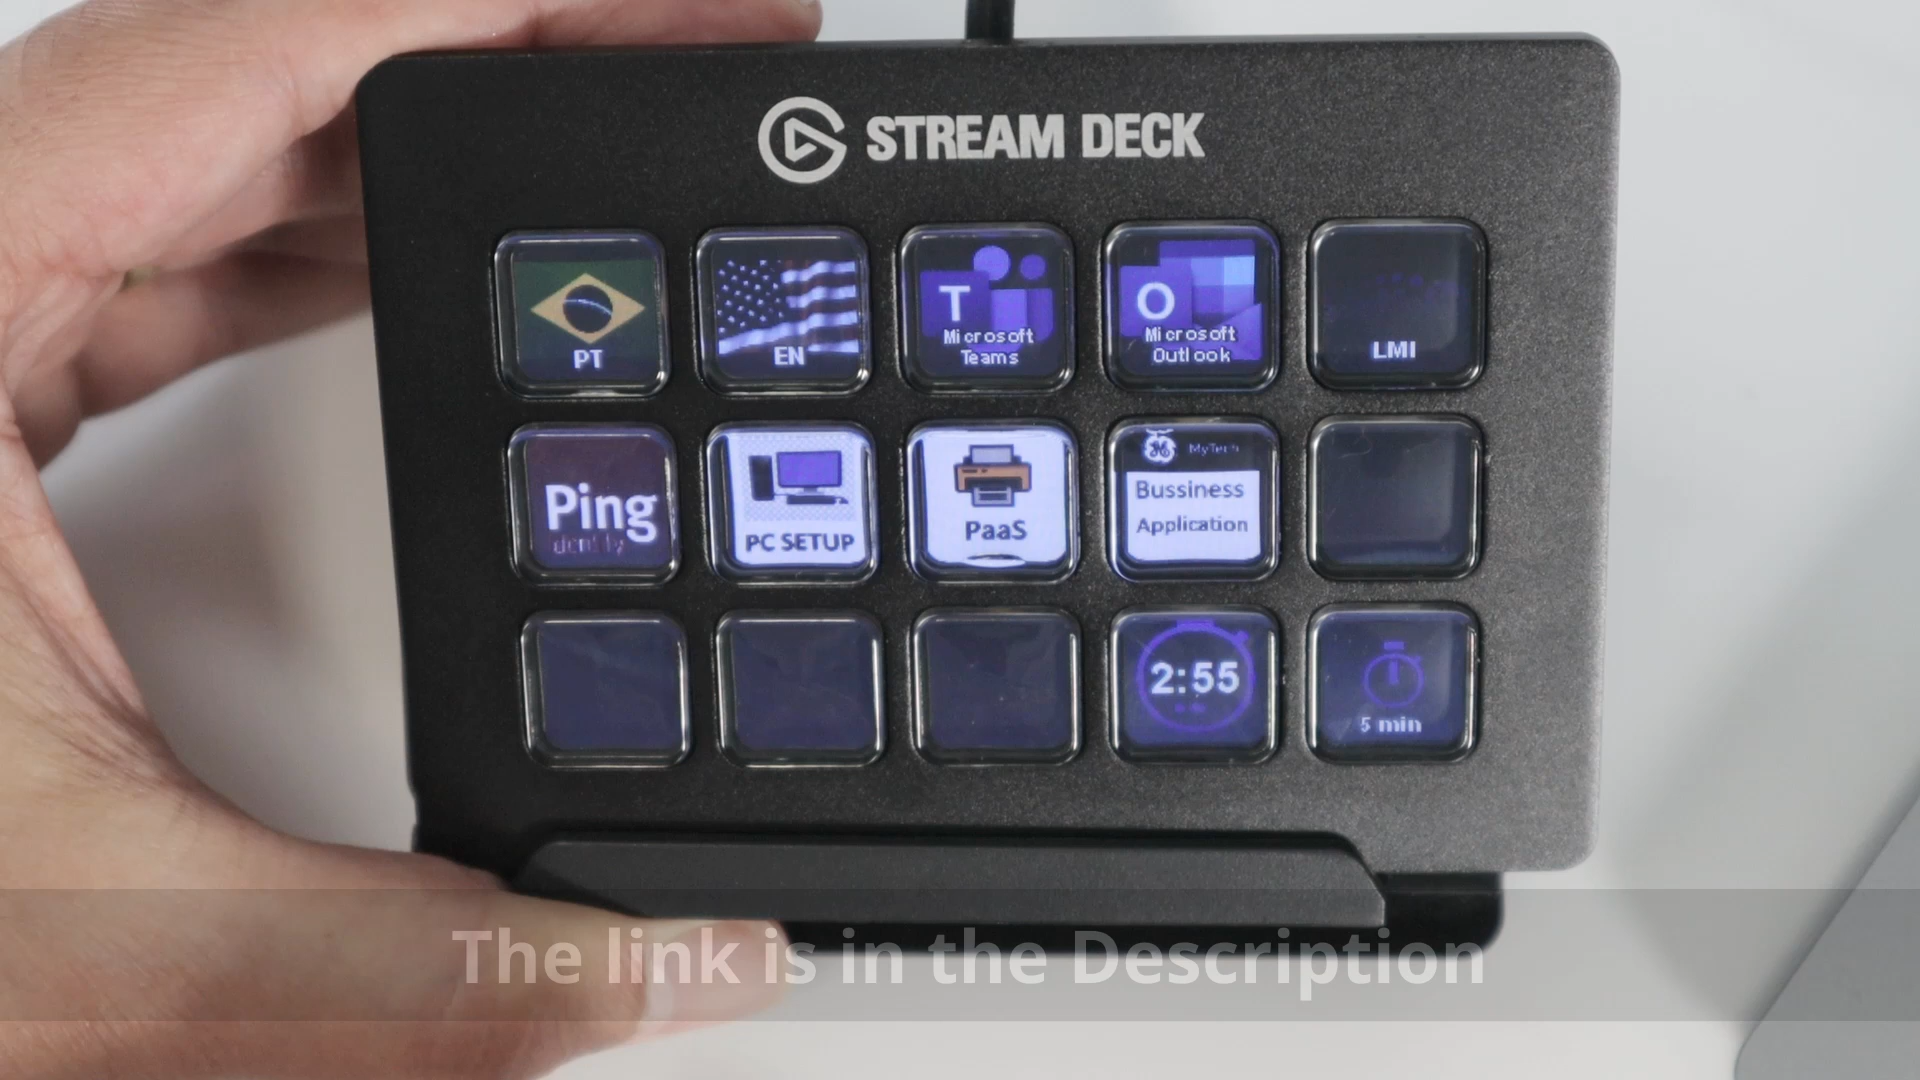 STREAM DECK
PT
EN
T
Microsoft
Teams
O
Microsoft
Outlook
LMI
Ping
PC SETUP
PaaS
MyTech
Bussiness
Application
2:55
5 min
The link is in the Description